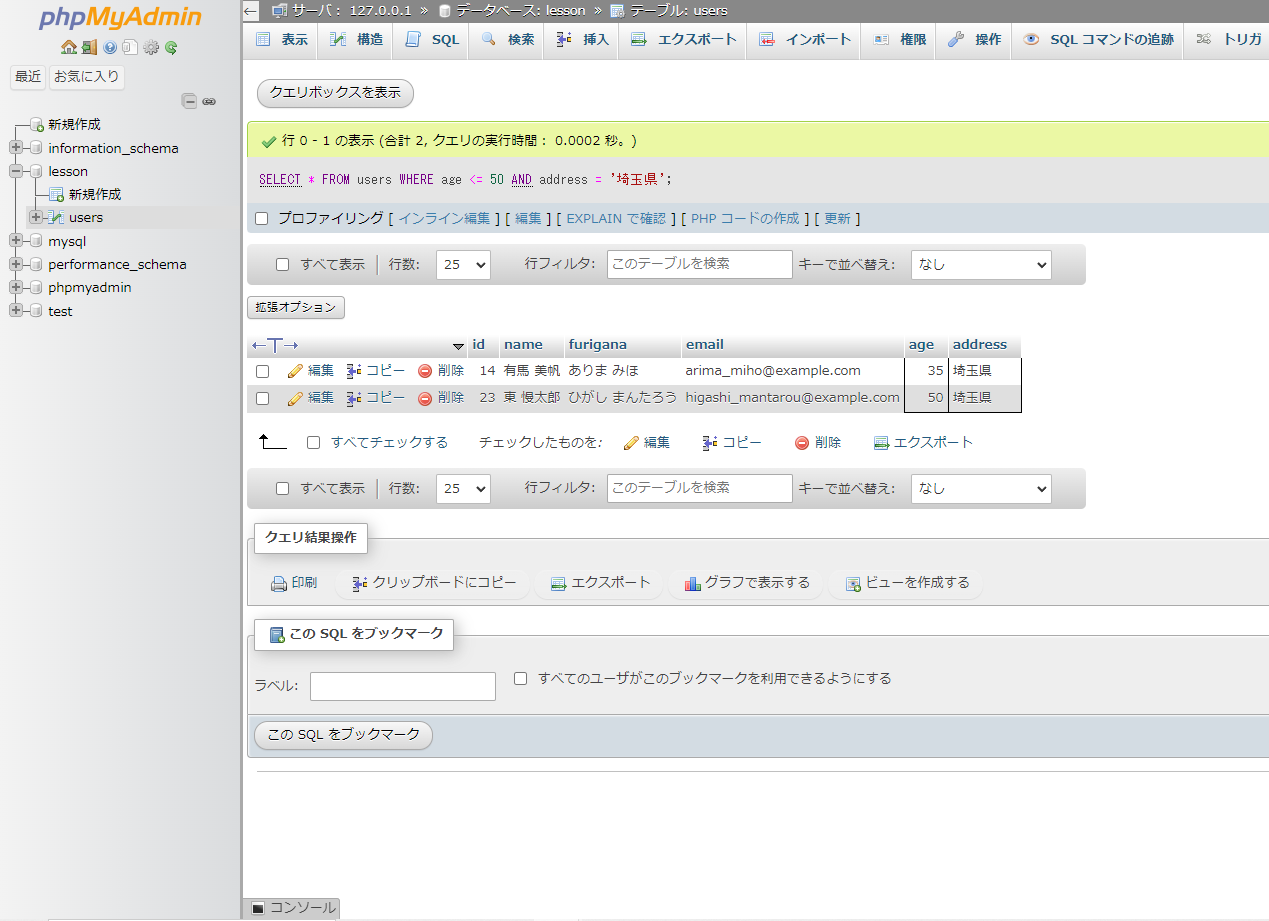 phpMyAdmin
最近 お気に入り
新規作成
information_schema
lesson
新規作成
users
mysql
performance_schema
phpmyadmin
test
サーバ: 127.0.0.1 » データベース: lesson » テーブル: users
表示 構造 SQL 検索 挿入 エクスポート インポート 権限 操作 SQL コマンドの追跡 トリガ
クエリボックスを表示
行 0 - 1 の表示 (合計 2, クエリの実行時間: 0.0002 秒。)
SELECT * FROM users WHERE age <= 50 AND address = '埼玉県';
プロファイリング [ インライン編集 ] [ 編集 ] [ EXPLAIN で確認 ] [ PHP コードの作成 ] [ 更新 ]
すべて表示 行数: 25 行フィルタ: このテーブルを検索 キーで並べ替え: なし
拡張オプション
←T→ id name furigana email age address
編集 コピー 削除 14 有馬 美帆 ありま みほ arima_miho@example.com 35 埼玉県
編集 コピー 削除 23 東 慢太郎 ひがし まんたろう higashi_mantarou@example.com 50 埼玉県
すべてチェックする チェックしたものを: 編集 コピー 削除 エクスポート
すべて表示 行数: 25 行フィルタ: このテーブルを検索 キーで並べ替え: なし
クエリ結果操作
印刷 クリップボードにコピー エクスポート グラフで表示する ビューを作成する
この SQL をブックマーク
ラベル: すべてのユーザがこのブックマークを利用できるようにする
この SQL をブックマーク
コンソール